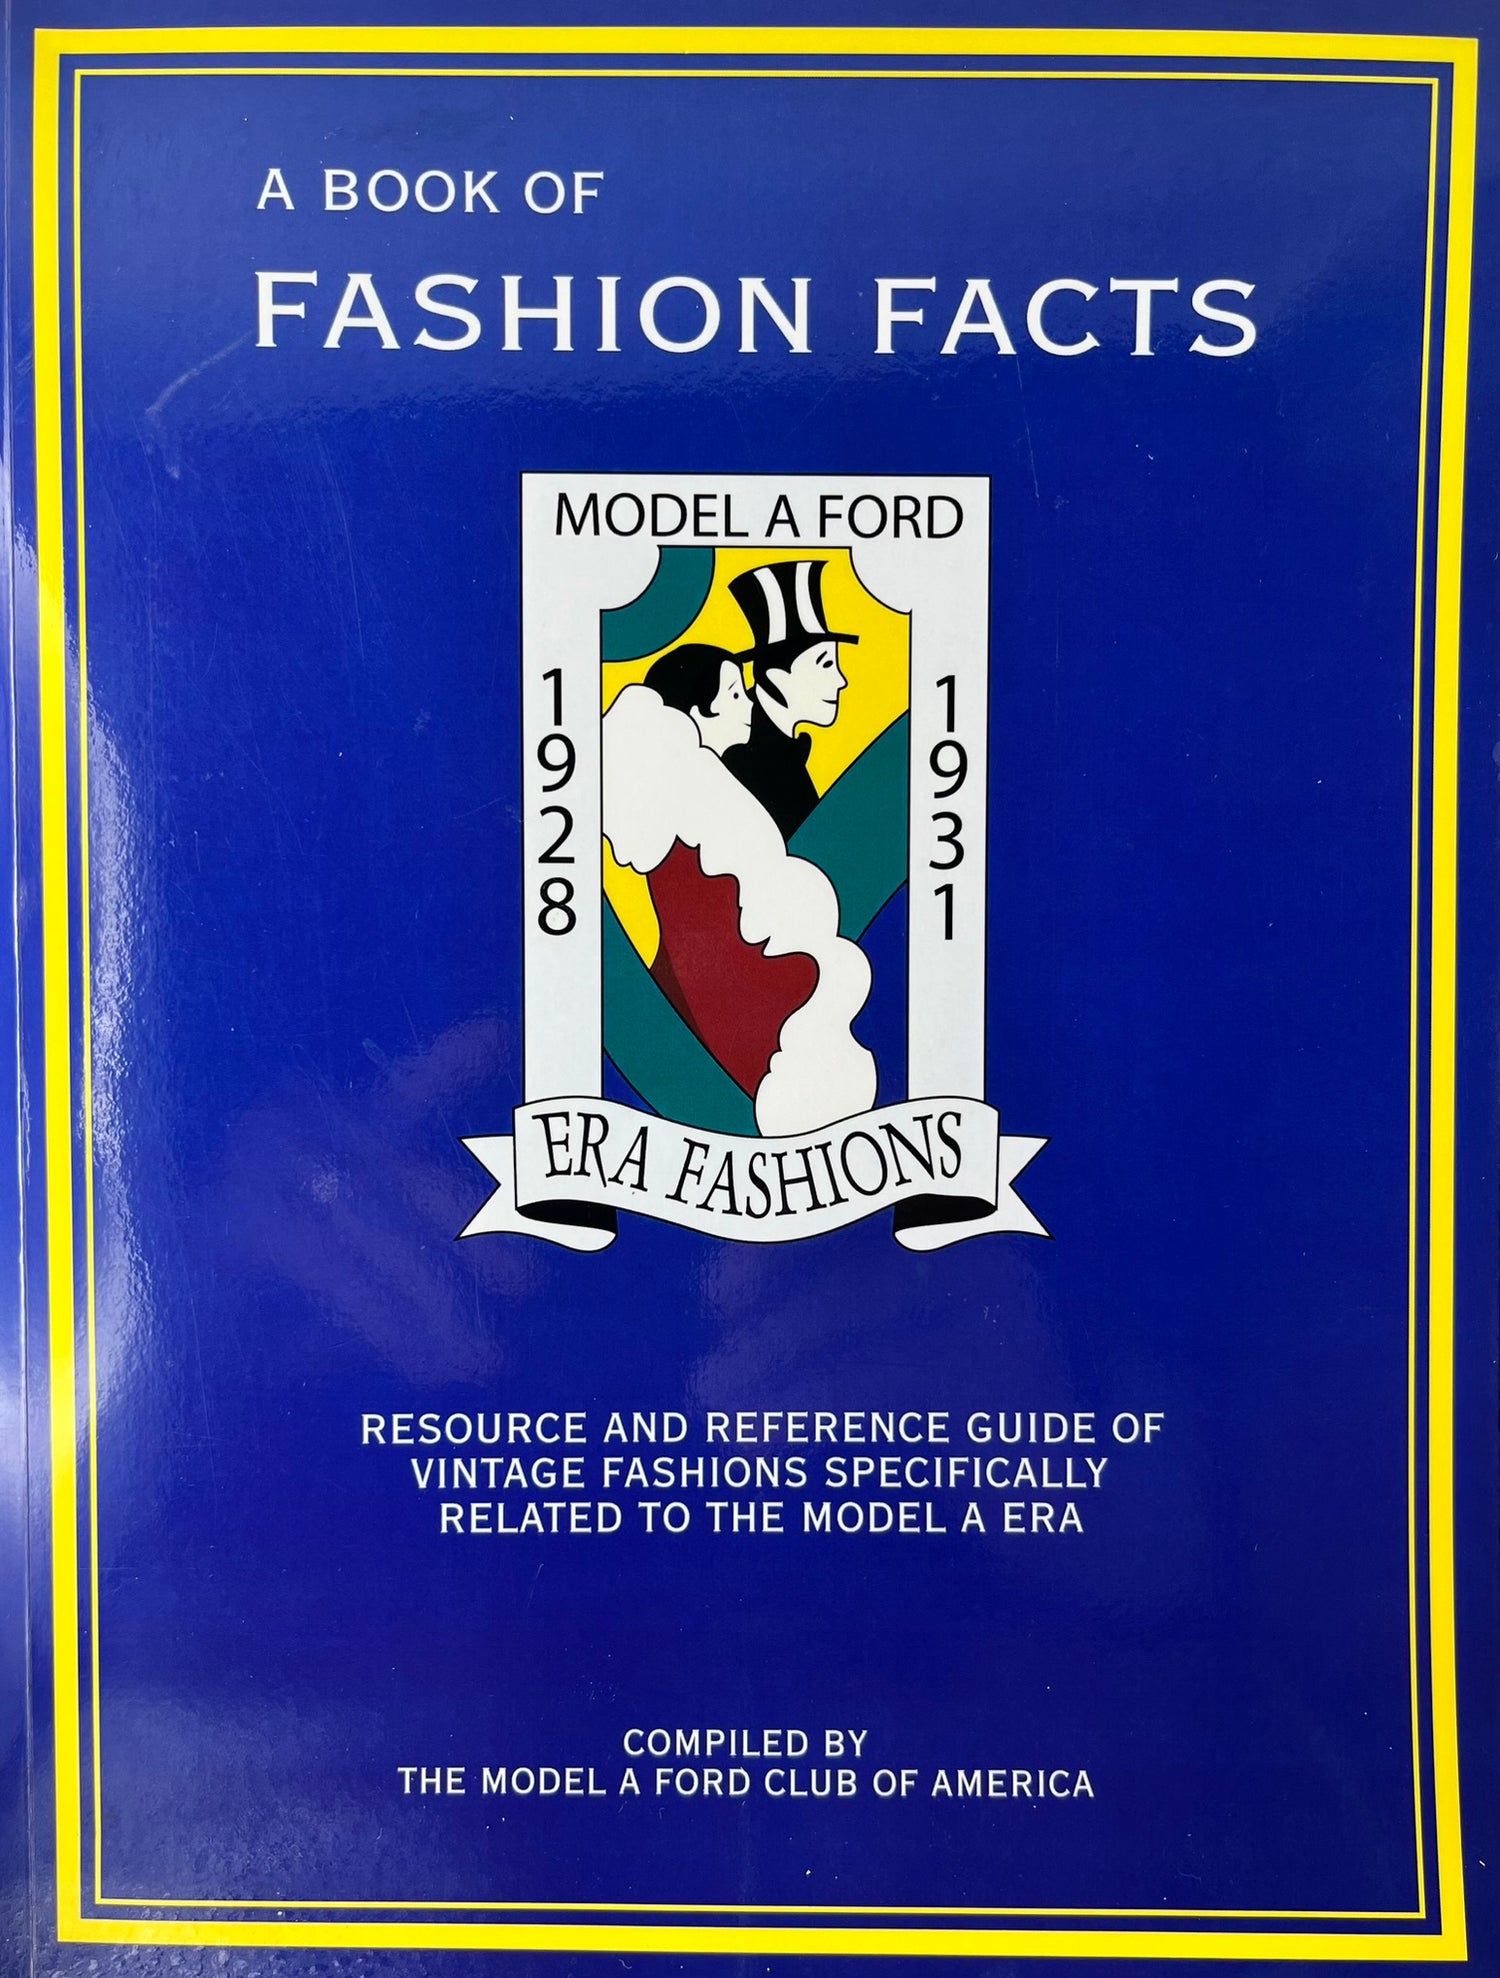 A BOOK OF
FASHION FACTS
MODEL A FORD
1928
1931
ERA FASHIONS
RESOURCE AND REFERENCE GUIDE OF
VINTAGE FASHIONS SPECIFICALLY
RELATED TO THE MODEL A ERA
COMPILED BY
THE MODEL A FORD CLUB OF AMERICA